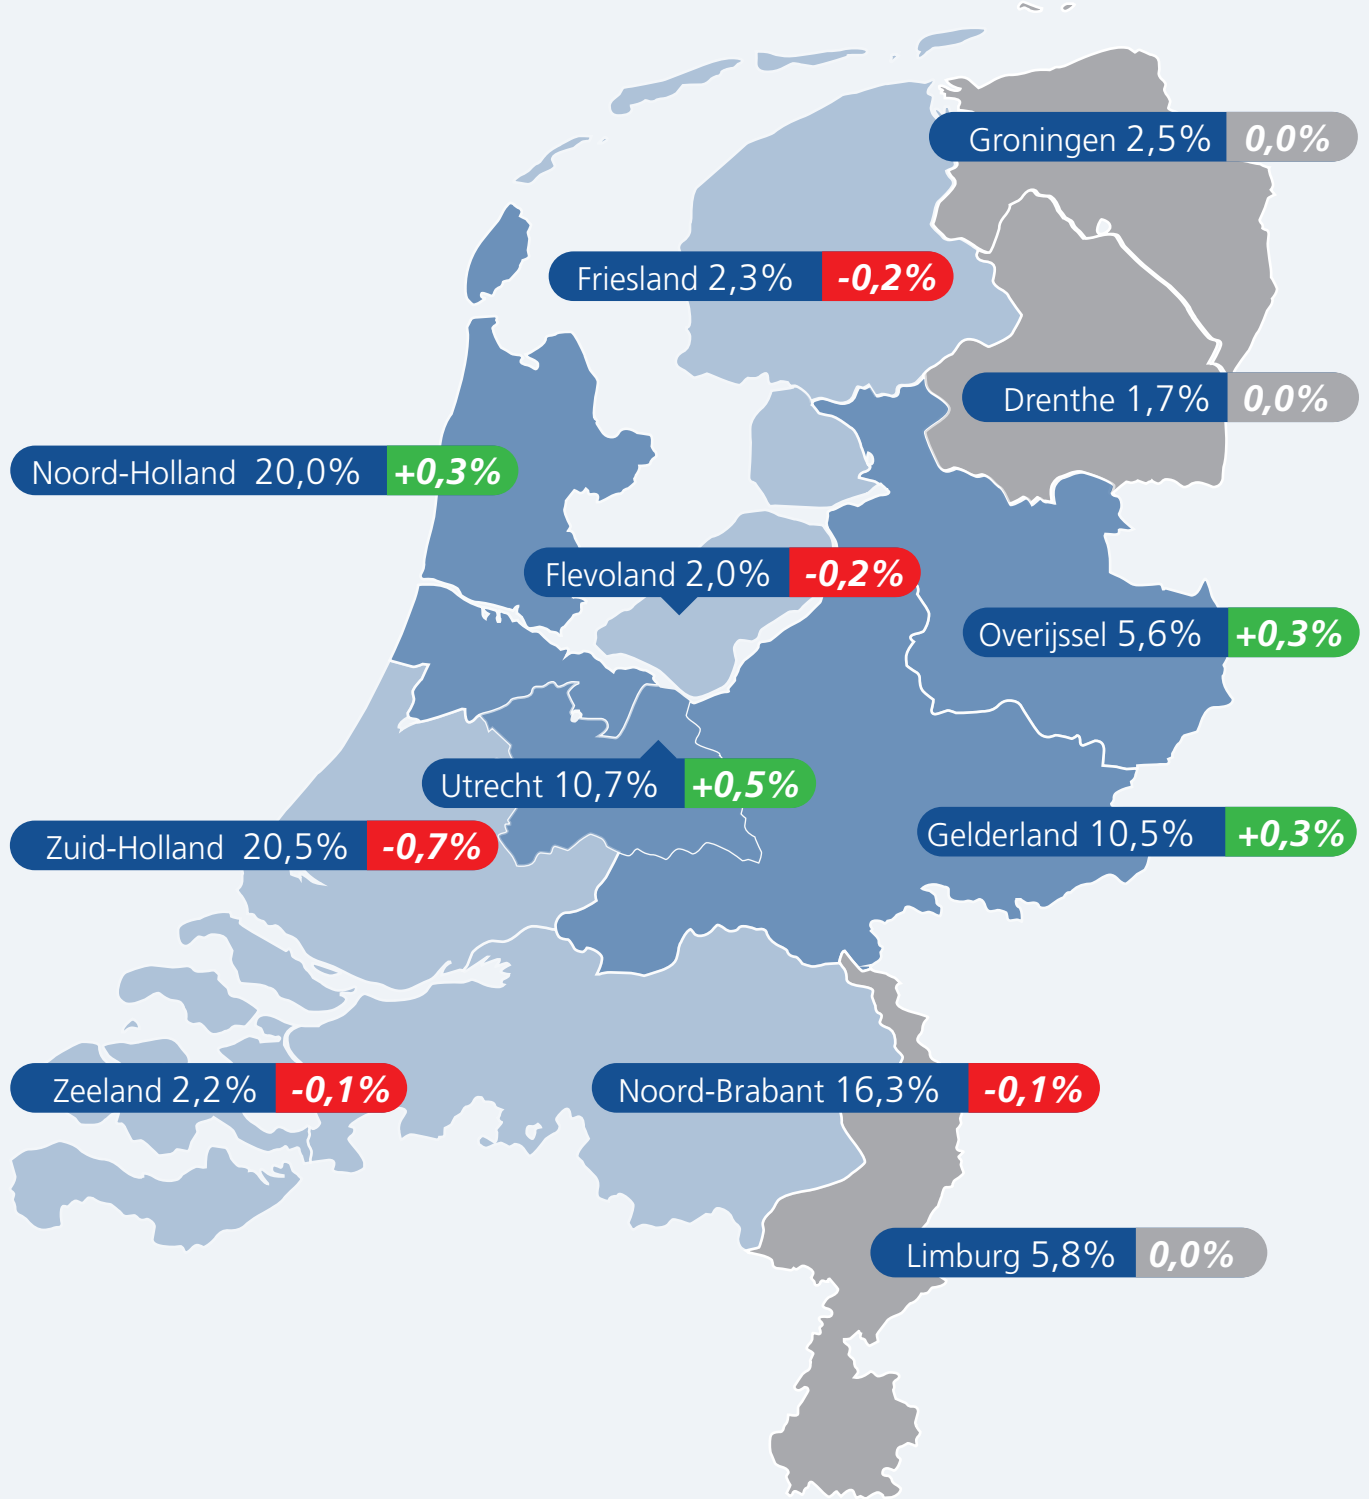 Groningen 2,5% 0,0%
Friesland 2,3% -0,2%
Drenthe 1,7% 0,0%
Noord-Holland 20,0% +0,3%
Flevoland 2,0% -0,2%
Overijssel 5,6% +0,3%
Utrecht 10,7% +0,5%
Zuid-Holland 20,5% -0,7%
Gelderland 10,5% +0,3%
Zeeland 2,2% -0,1%
Noord-Brabant 16,3% -0,1%
Limburg 5,8% 0,0%